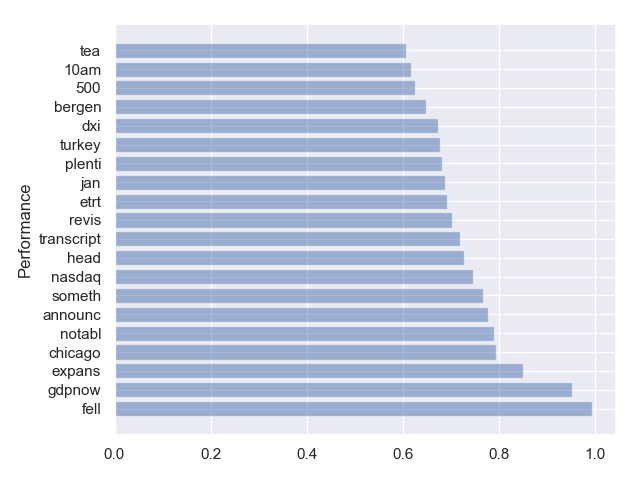 tea
10am
500
bergen
dxi
turkey
plenti
jan
etrt
revis
transcript
head
nasdaq
someth
announc
notabl
chicago
expans
gdpnow
fell
Performance
0.0 0.2 0.4 0.6 0.8 1.0